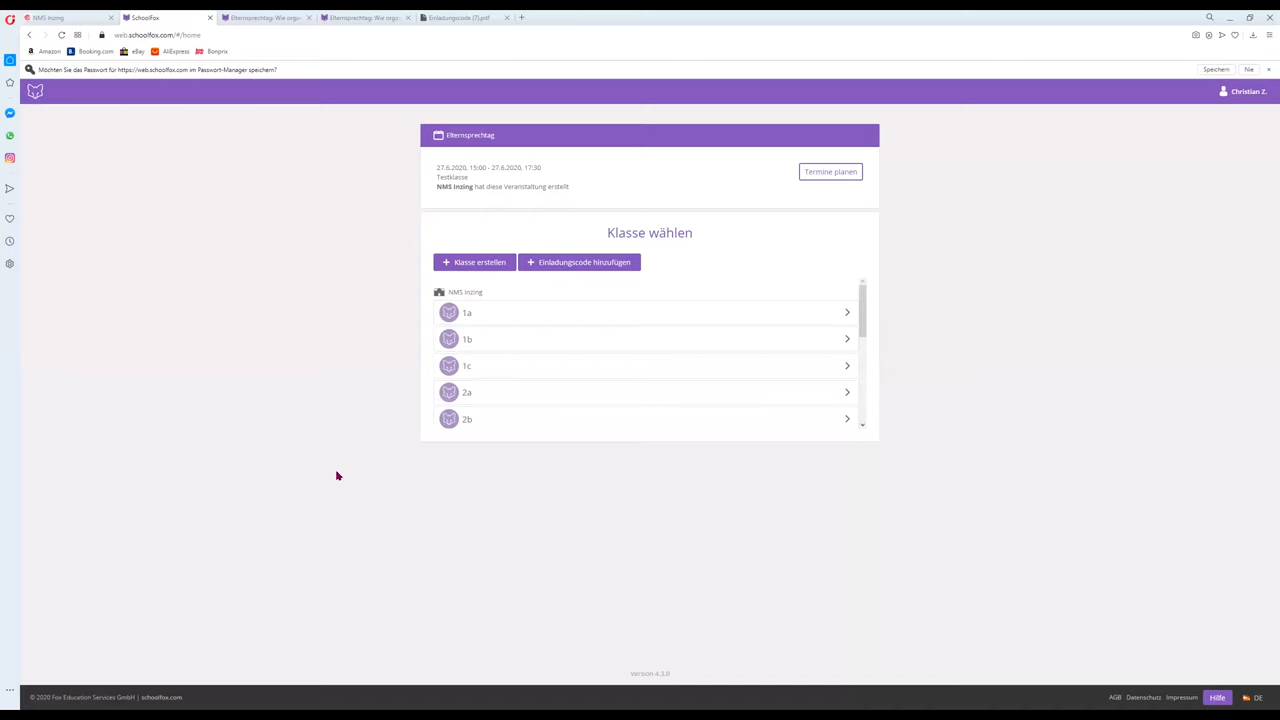 NMS Inzing
SchoolFox
Elternsprechtag: Wie orga
Elternsprechtag: Wie orga
Einladungscode (7).pdf
web.schoolfox.com/#/home
Amazon
Booking.com
eBay
AliExpress
Bonprix
Möchten Sie das Passwort für https://web.schoolfox.com im Passwort-Manager speichern?
Speichern
Nie
Christian Z.
Elternsprechtag
27.6.2020, 15:00 - 27.6.2020, 17:30
Testklasse
NMS Inzing hat diese Veranstaltung erstellt
Termine planen
Klasse wählen
+ Klasse erstellen
+ Einladungscode hinzufügen
NMS Inzing
1a
1b
1c
2a
2b
Version 4.3.0
© 2020 Fox Education Services GmbH | schoolfox.com
AGB Datenschutz Impressum Hilfe DE